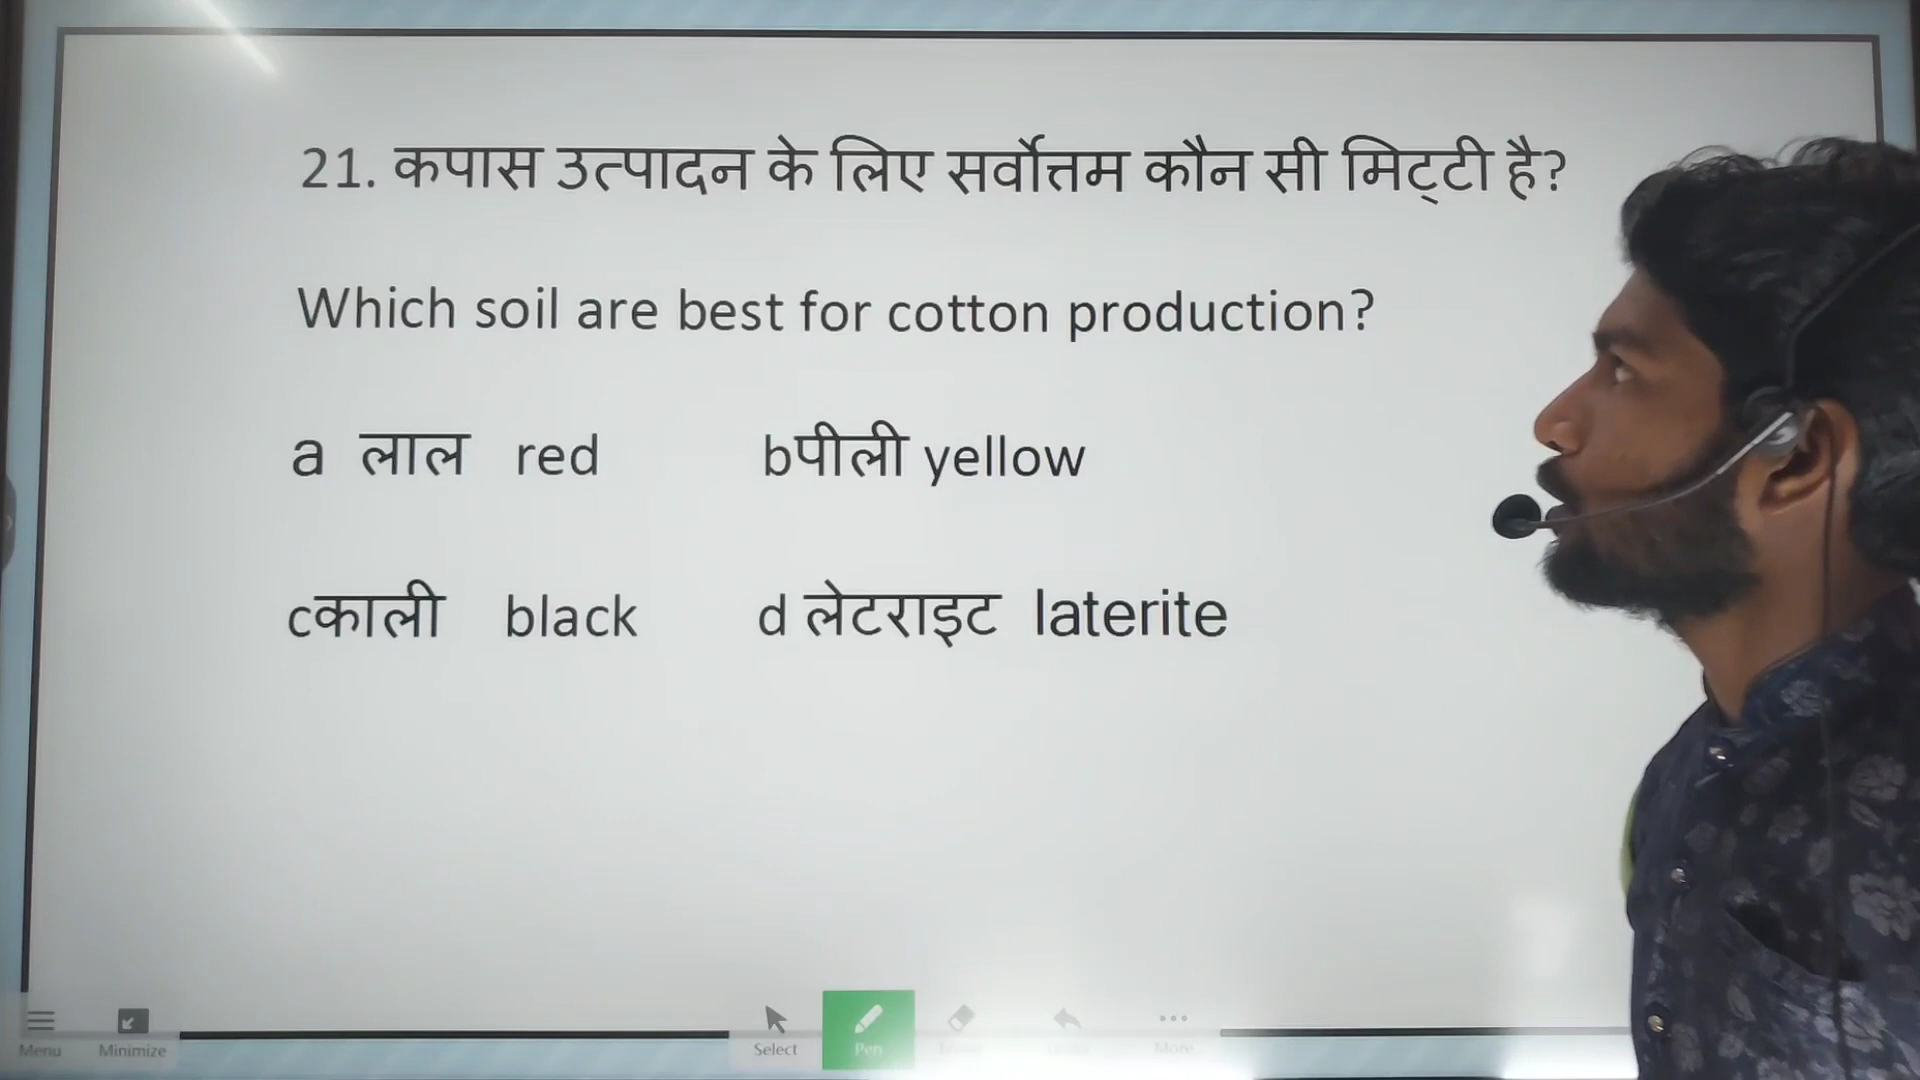 21. कपास उत्पादन के लिए सर्वोत्तम कौन सी मिट्टी है?
Which soil are best for cotton production?
a लाल red bपीली yellow
cकाली black d लेटराइट laterite
Menu Minimize Select Pen More